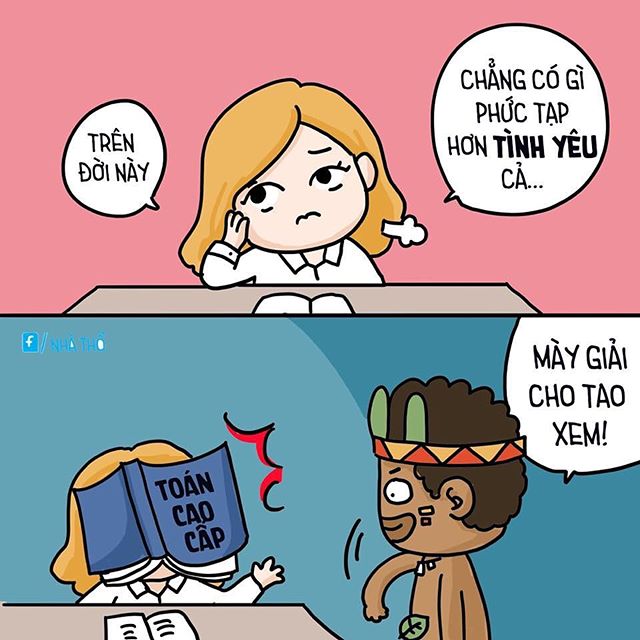 TRÊN
ĐỜI NÀY
CHẲNG CÓ GÌ
PHỨC TẠP
HƠN TÌNH YÊU
CẢ...
f/NHÀ THỔ
MÀY GIẢI
CHO TAO
XEM!
TOÁN
CAO
CẤP